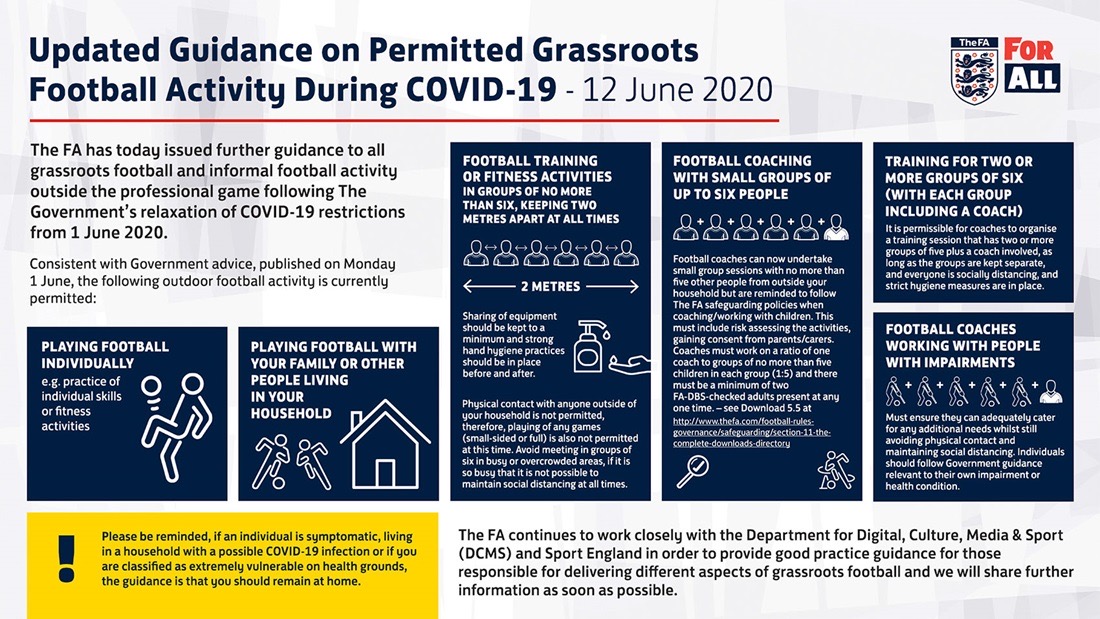 Updated Guidance on Permitted Grassroots
Football Activity During COVID-19 - 12 June 2020
The FA
FOR
ALL
The FA has today issued further guidance to all
grassroots football and informal football activity
outside the professional game following The
Government's relaxation of COVID-19 restrictions
from 1 June 2020.
Consistent with Government advice, published on Monday
1 June, the following outdoor football activity is currently
permitted:
PLAYING FOOTBALL
INDIVIDUALLY
e.g. practice of
individual skills
or fitness
activities
PLAYING FOOTBALL WITH
YOUR FAMILY OR OTHER
PEOPLE LIVING
IN YOUR
HOUSEHOLD
FOOTBALL TRAINING
OR FITNESS ACTIVITIES
IN GROUPS OF NO MORE
THAN SIX, KEEPING TWO
METRES APART AT ALL TIMES
2 METRES
Sharing of equipment
should be kept to a
minimum and strong
hand hygiene practices
should be in place
before and after.
Physical contact with anyone outside of
your household is not permitted,
therefore, playing of any games
(small-sided or full) is also not permitted
at this time. Avoid meeting in groups of
six in busy or overcrowded areas, if it is
so busy that it is not possible to
maintain social distancing at all times.
FOOTBALL COACHING
WITH SMALL GROUPS OF
UP TO SIX PEOPLE
+ + + + +
Football coaches can now undertake
small group sessions with no more than
five other people from outside your
household but are reminded to follow
The FA safeguarding policies when
coaching/working with children. This
must include risk assessing the activities,
gaining consent from parents/carers.
Coaches must work on a ratio of one
coach to groups of no more than five
children in each group (1:5) and there
must be a minimum of two
FA-DBS-checked adults present at any
one time. – see Download 5.5 at
http://www.thefa.com/football-rules-
governance/safeguarding/section-11-the-
complete-downloads-directory
TRAINING FOR TWO OR
MORE GROUPS OF SIX
(WITH EACH GROUP
INCLUDING A COACH)
It is permissible for coaches to organise
a training session that has two or more
groups of five plus a coach involved, as
long as the groups are kept separate,
and everyone is socially distancing, and
strict hygiene measures are in place.
FOOTBALL COACHES
WORKING WITH PEOPLE
WITH IMPAIRMENTS
+ + + + +
Must ensure they can adequately cater
for any additional needs whilst still
avoiding physical contact and
maintaining social distancing. Individuals
should follow Government guidance
relevant to their own impairment or
health condition.
!
Please be reminded, if an individual is symptomatic, living
in a household with a possible COVID-19 infection or if you
are classified as extremely vulnerable on health grounds,
the guidance is that you should remain at home.
The FA continues to work closely with the Department for Digital, Culture, Media & Sport
(DCMS) and Sport England in order to provide good practice guidance for those
responsible for delivering different aspects of grassroots football and we will share further
information as soon as possible.